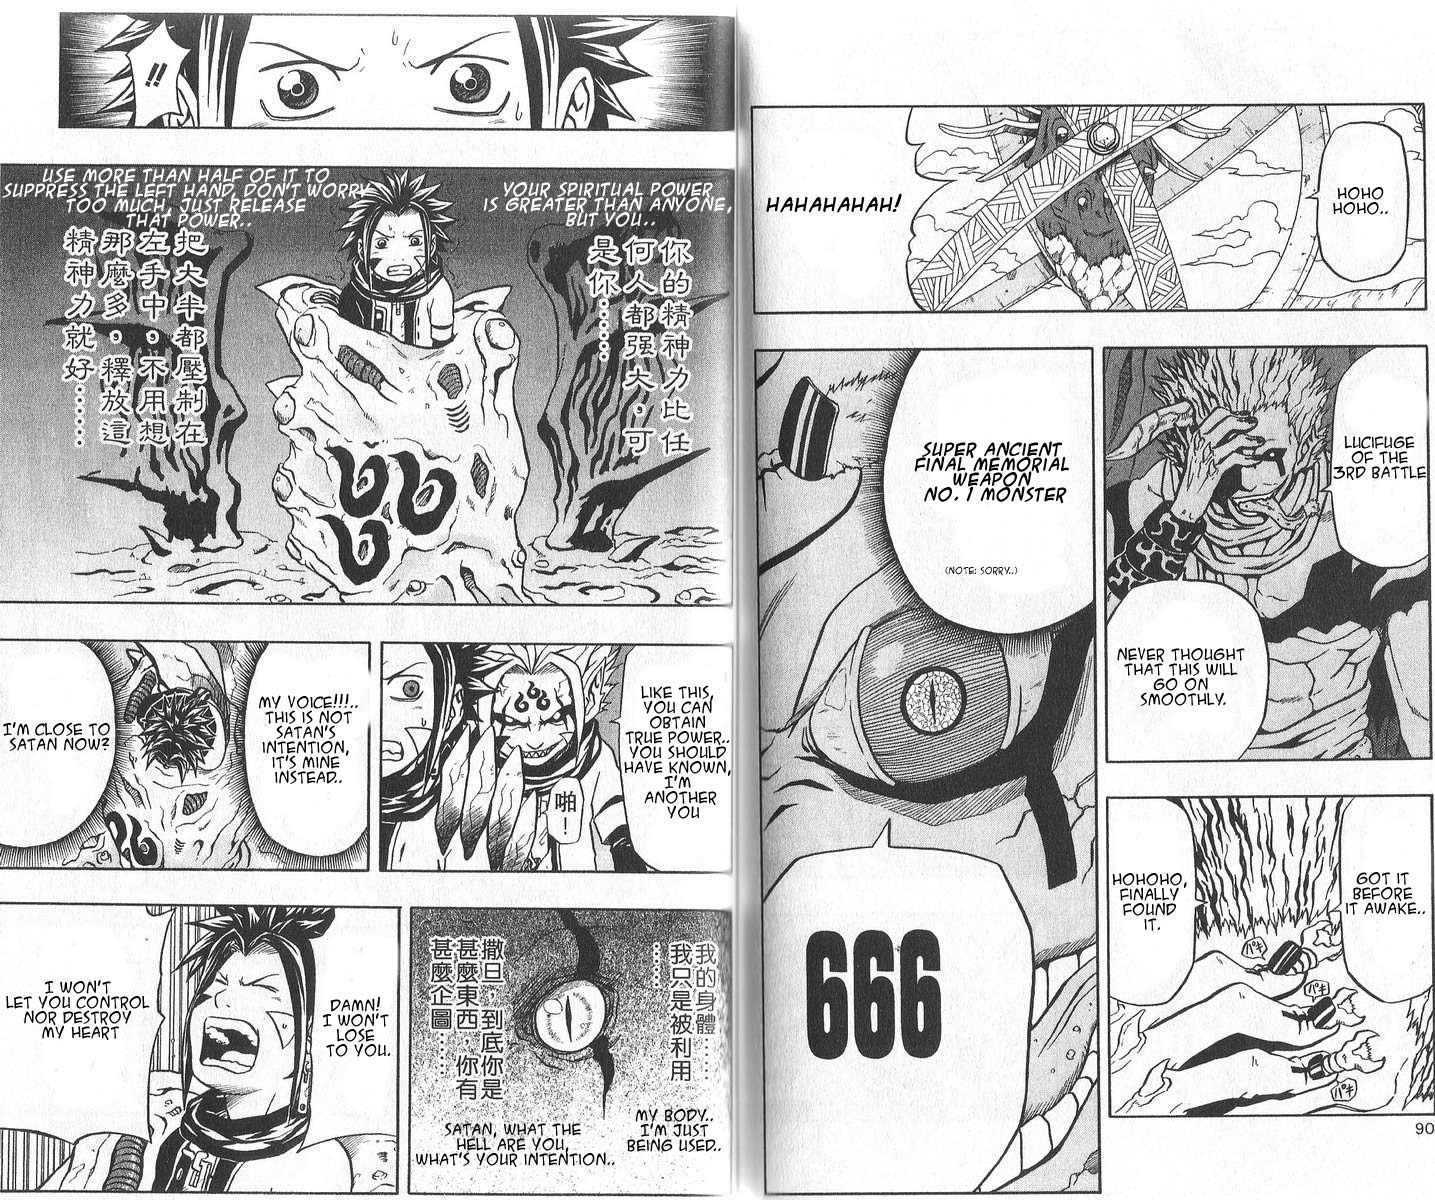 HOHO
HOHO..
HAHAHAHAH!
LUCIFUGE
OF THE
3RD BATTLE
NEVER THOUGHT
THAT THIS WILL
GO ON
SMOOTHLY.
SUPER ANCIENT
FINAL MEMORIAL
WEAPON
NO. 1 MONSTER
(NOTE: SORRY..)
666
GOT IT
BEFORE
IT AWAKE..
HOHOHO,
FINALLY
FOUND
IT.
パキ
パキ
パキ
90
!!
YOUR SPIRITUAL POWER
IS GREATER THAN ANYONE,
BUT YOU..
你的精神力比任
何人都强大，可
是你……
USE MORE THAN HALF OF IT TO
SUPPRESS THE LEFT HAND, DON'T WORRY
TOO MUCH, JUST RELEASE
THAT POWER..
把大半都壓制在
左手中，不用想
那麼多，釋放這
精神力就好……
LIKE THIS,
YOU CAN
OBTAIN
TRUE POWER..
YOU SHOULD
HAVE KNOWN,
I'M
ANOTHER
YOU
啪！
MY VOICE!!!..
THIS IS NOT
SATAN'S
INTENTION,
IT'S MINE
INSTEAD..
I'M CLOSE TO
SATAN NOW?
我的身體……
我只是被利用
……
MY BODY..
I'M JUST
BEING USED..
撒旦，到底你是
甚麼東西，你有
甚麼企圖……
SATAN, WHAT THE
HELL ARE YOU,
WHAT'S YOUR INTENTION..
DAMN!
I WON'T
LOSE
TO YOU.
I WON'T
LET YOU CONTROL
NOR DESTROY
MY HEART